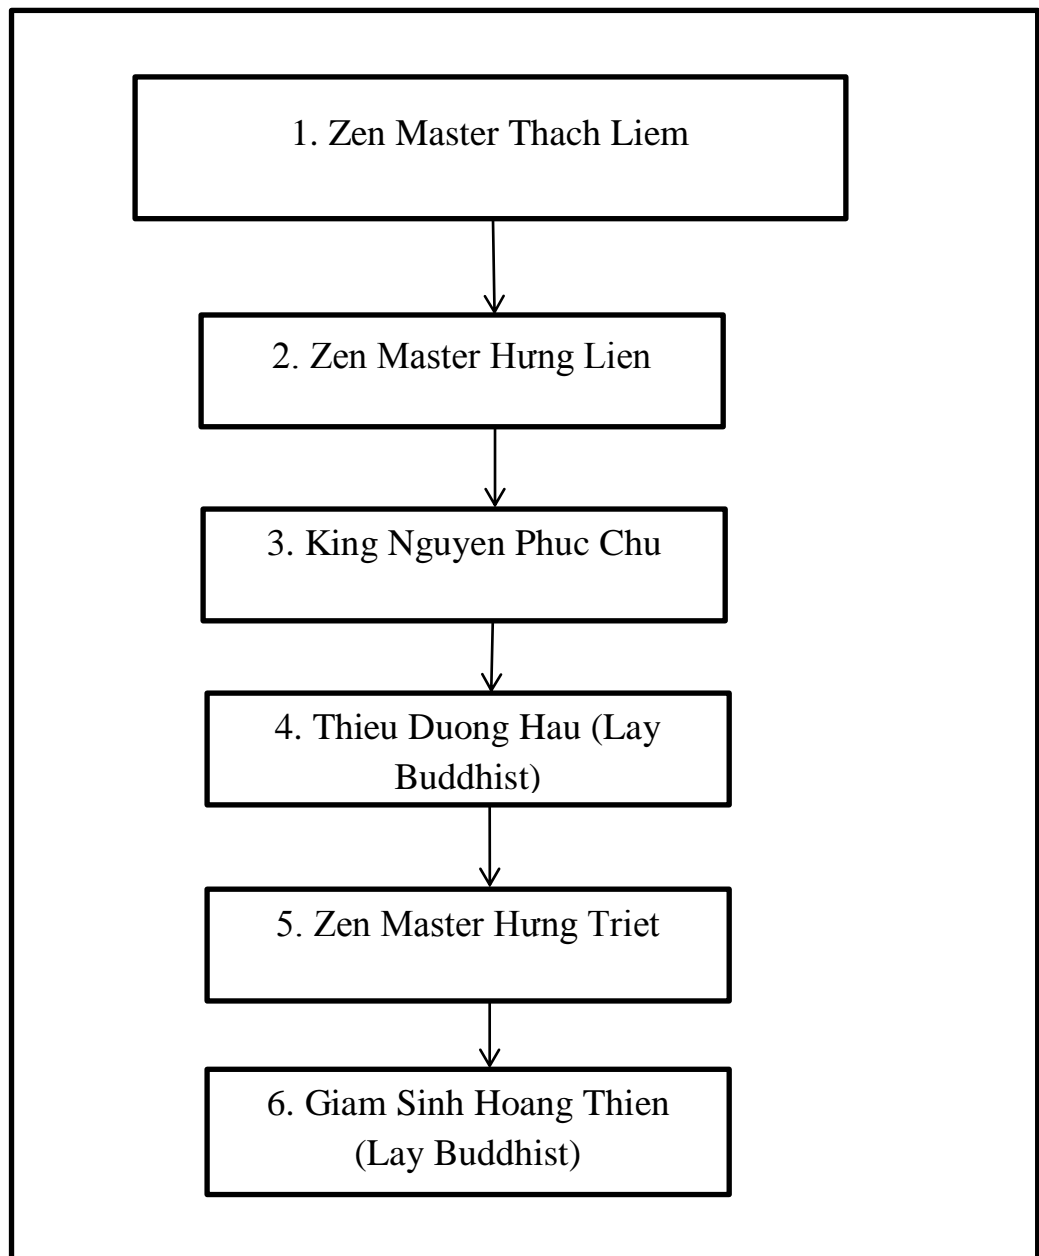 1. Zen Master Thach Liem
2. Zen Master Hưng Lien
3. King Nguyen Phuc Chu
4. Thieu Duong Hau (Lay
Buddhist)
5. Zen Master Hưng Triet
6. Giam Sinh Hoang Thien
(Lay Buddhist)